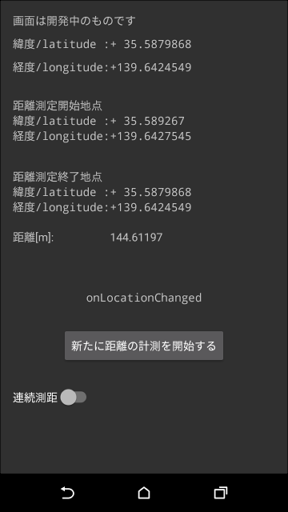 画面は開発中のものです
緯度/latitude :+ 35.5879868
経度/longitude:+139.6424549
距離測定開始地点
緯度/latitude :+ 35.589267
経度/longitude:+139.6427545
距離測定終了地点
緯度/latitude :+ 35.5879868
経度/longitude:+139.6424549
距離[m]: 144.61197
onLocationChanged
新たに距離の計測を開始する
連続測距